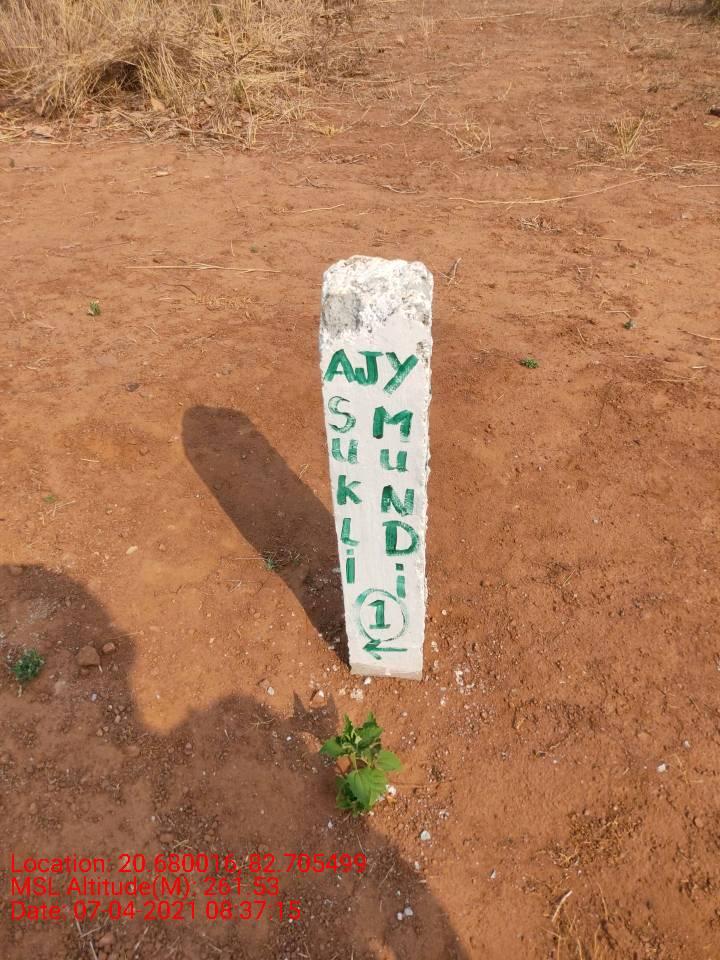 AJY
SUKLi
MUNDi
1
←
Location: 20.680016, 82.705499
MSL Altitude(M): 261.53
Date: 07-04-2021 08:37:15